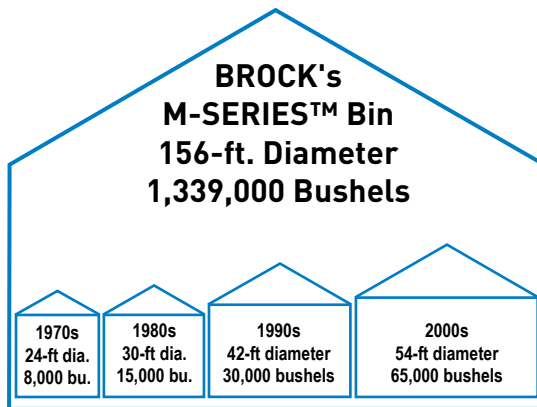 BROCK's
M-SERIES™ Bin
156-ft. Diameter
1,339,000 Bushels
1970s
24-ft dia.
8,000 bu.
1980s
30-ft dia.
15,000 bu.
1990s
42-ft diameter
30,000 bushels
2000s
54-ft diameter
65,000 bushels